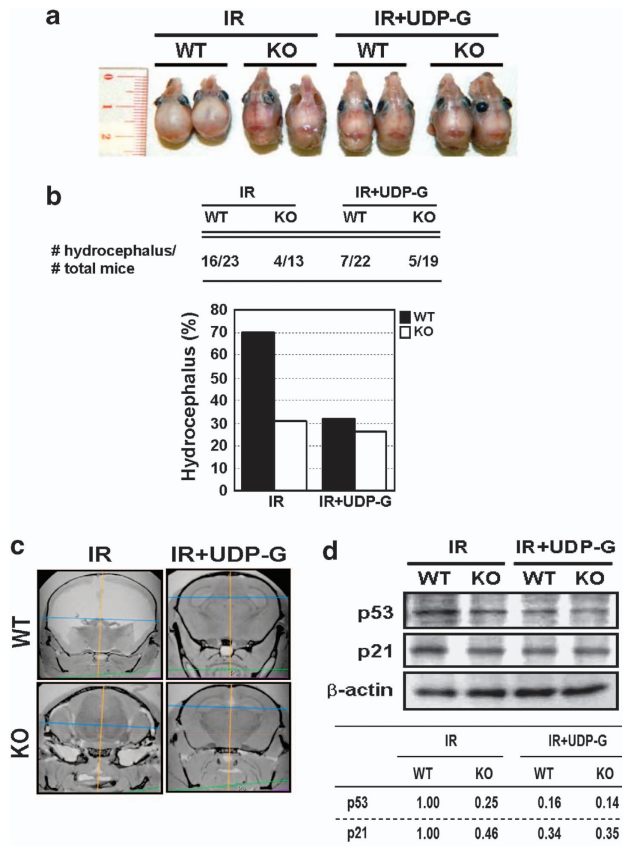 a
IR IR+UDP-G
WT KO WT KO
0
1
2
b
IR IR+UDP-G
WT KO WT KO
# hydrocephalus/
# total mice
16/23 4/13 7/22 5/19
Hydrocephalus (%)
80
70
60
50
40
30
20
10
0
WT
KO
IR IR+UDP-G
c
IR IR+UDP-G
WT
KO
d
IR IR+UDP-G
WT KO WT KO
p53
p21
β-actin
IR IR+UDP-G
WT KO WT KO
p53 1.00 0.25 0.16 0.14
p21 1.00 0.46 0.34 0.35